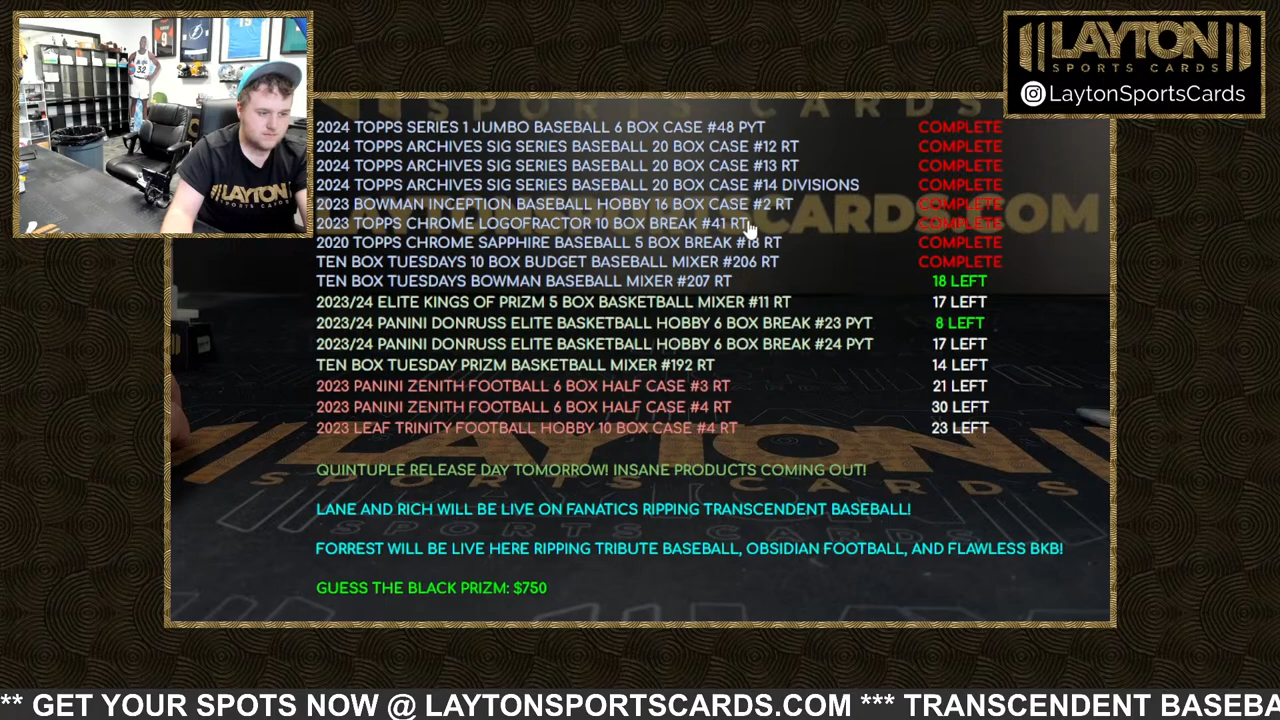 LAYTON
SPORTS CARDS
LaytonSportsCards
SPORTS CARDS
2024 TOPPS SERIES 1 JUMBO BASEBALL 6 BOX CASE #48 PYT COMPLETE
2024 TOPPS ARCHIVES SIG SERIES BASEBALL 20 BOX CASE #12 RT COMPLETE
2024 TOPPS ARCHIVES SIG SERIES BASEBALL 20 BOX CASE #13 RT COMPLETE
2024 TOPPS ARCHIVES SIG SERIES BASEBALL 20 BOX CASE #14 DIVISIONS COMPLETE
2023 BOWMAN INCEPTION BASEBALL HOBBY 16 BOX CASE #2 RT COMPLETE
2023 TOPPS CHROME LOGOFRACTOR 10 BOX BREAK #41 RT COMPLETE
2020 TOPPS CHROME SAPPHIRE BASEBALL 5 BOX BREAK #18 RT COMPLETE
TEN BOX TUESDAYS 10 BOX BUDGET BASEBALL MIXER #206 RT COMPLETE
TEN BOX TUESDAYS BOWMAN BASEBALL MIXER #207 RT 18 LEFT
2023/24 ELITE KINGS OF PRIZM 5 BOX BASKETBALL MIXER #11 RT 17 LEFT
2023/24 PANINI DONRUSS ELITE BASKETBALL HOBBY 6 BOX BREAK #23 PYT 8 LEFT
2023/24 PANINI DONRUSS ELITE BASKETBALL HOBBY 6 BOX BREAK #24 PYT 17 LEFT
TEN BOX TUESDAY PRIZM BASKETBALL MIXER #192 RT 14 LEFT
2023 PANINI ZENITH FOOTBALL 6 BOX HALF CASE #3 RT 21 LEFT
2023 PANINI ZENITH FOOTBALL 6 BOX HALF CASE #4 RT 30 LEFT
2023 LEAF TRINITY FOOTBALL HOBBY 10 BOX CASE #4 RT 23 LEFT
QUINTUPLE RELEASE DAY TOMORROW! INSANE PRODUCTS COMING OUT!
LANE AND RICH WILL BE LIVE ON FANATICS RIPPING TRANSCENDENT BASEBALL!
FORREST WILL BE LIVE HERE RIPPING TRIBUTE BASEBALL, OBSIDIAN FOOTBALL, AND FLAWLESS BKB!
GUESS THE BLACK PRIZM: $750
LAYTON
SPORTS CARDS
** GET YOUR SPOTS NOW @ LAYTONSPORTSCARDS.COM *** TRANSCENDENT BASEBA